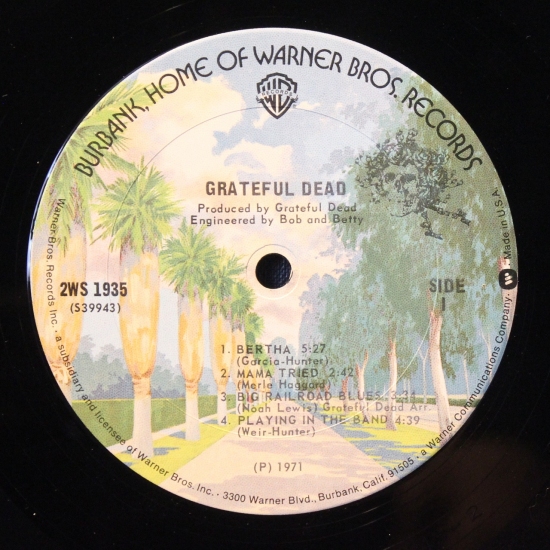 BURBANK, HOME OF WARNER BROS. RECORDS
WB
RECORDS
GRATEFUL DEAD
Produced by Grateful Dead
Engineered by Bob and Betty
2WS 1935
(S39943)
SIDE
1
1. BERTHA 5:27
(Garcia-Hunter)
2. MAMA TRIED 2:42
(Merle Haggard)
3. BIG RAILROAD BLUES 3:34
(Noah Lewis) Grateful Dead Arr.
4. PLAYING IN THE BAND 4:39
(Weir-Hunter)
(P) 1971
Warner Bros. Records Inc. · a subsidiary and licensee of Warner Bros. Inc. · 3300 Warner Blvd., Burbank, Calif. 91505 · a Warner Communications Company · Made in U.S.A.